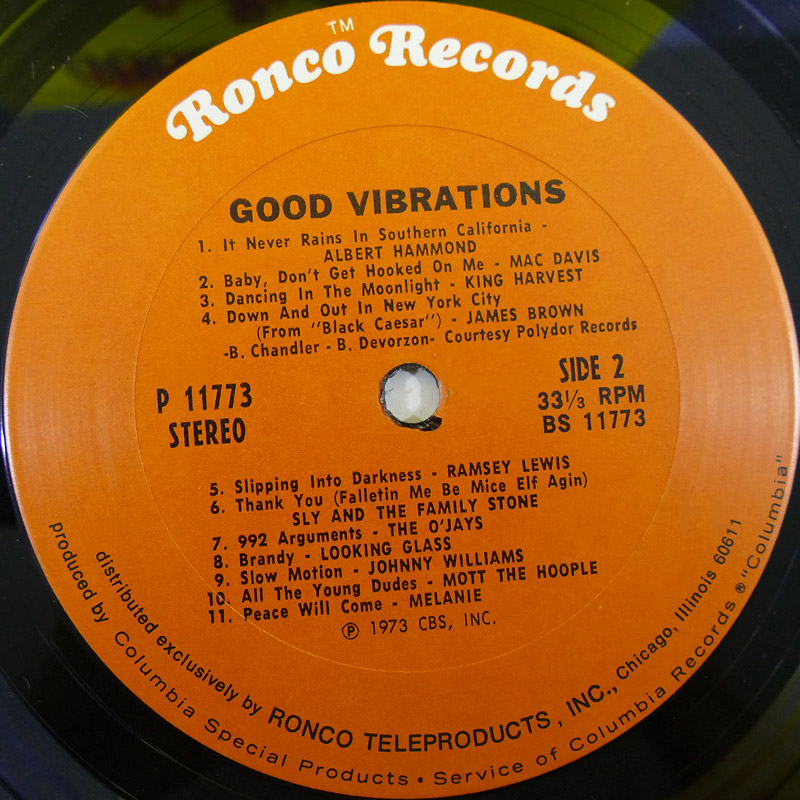 Ronco Records™
GOOD VIBRATIONS
1. It Never Rains In Southern California -
ALBERT HAMMOND
2. Baby, Don't Get Hooked On Me - MAC DAVIS
3. Dancing In The Moonlight - KING HARVEST
4. Down And Out In New York City
(From "Black Caesar") - JAMES BROWN
-B. Chandler - B. Devorzon- Courtesy Polydor Records
P 11773
STEREO
SIDE 2
33⅓ RPM
BS 11773
5. Slipping Into Darkness - RAMSEY LEWIS
6. Thank You (Falletin Me Be Mice Elf Agin)
SLY AND THE FAMILY STONE
7. 992 Arguments - THE O'JAYS
8. Brandy - LOOKING GLASS
9. Slow Motion - JOHNNY WILLIAMS
10. All The Young Dudes - MOTT THE HOOPLE
11. Peace Will Come - MELANIE
Ⓟ 1973 CBS, INC.
distributed exclusively by RONCO TELEPRODUCTS, INC., Chicago, Illinois 60611
produced by Columbia Special Products • Service of Columbia Records ® "Columbia"